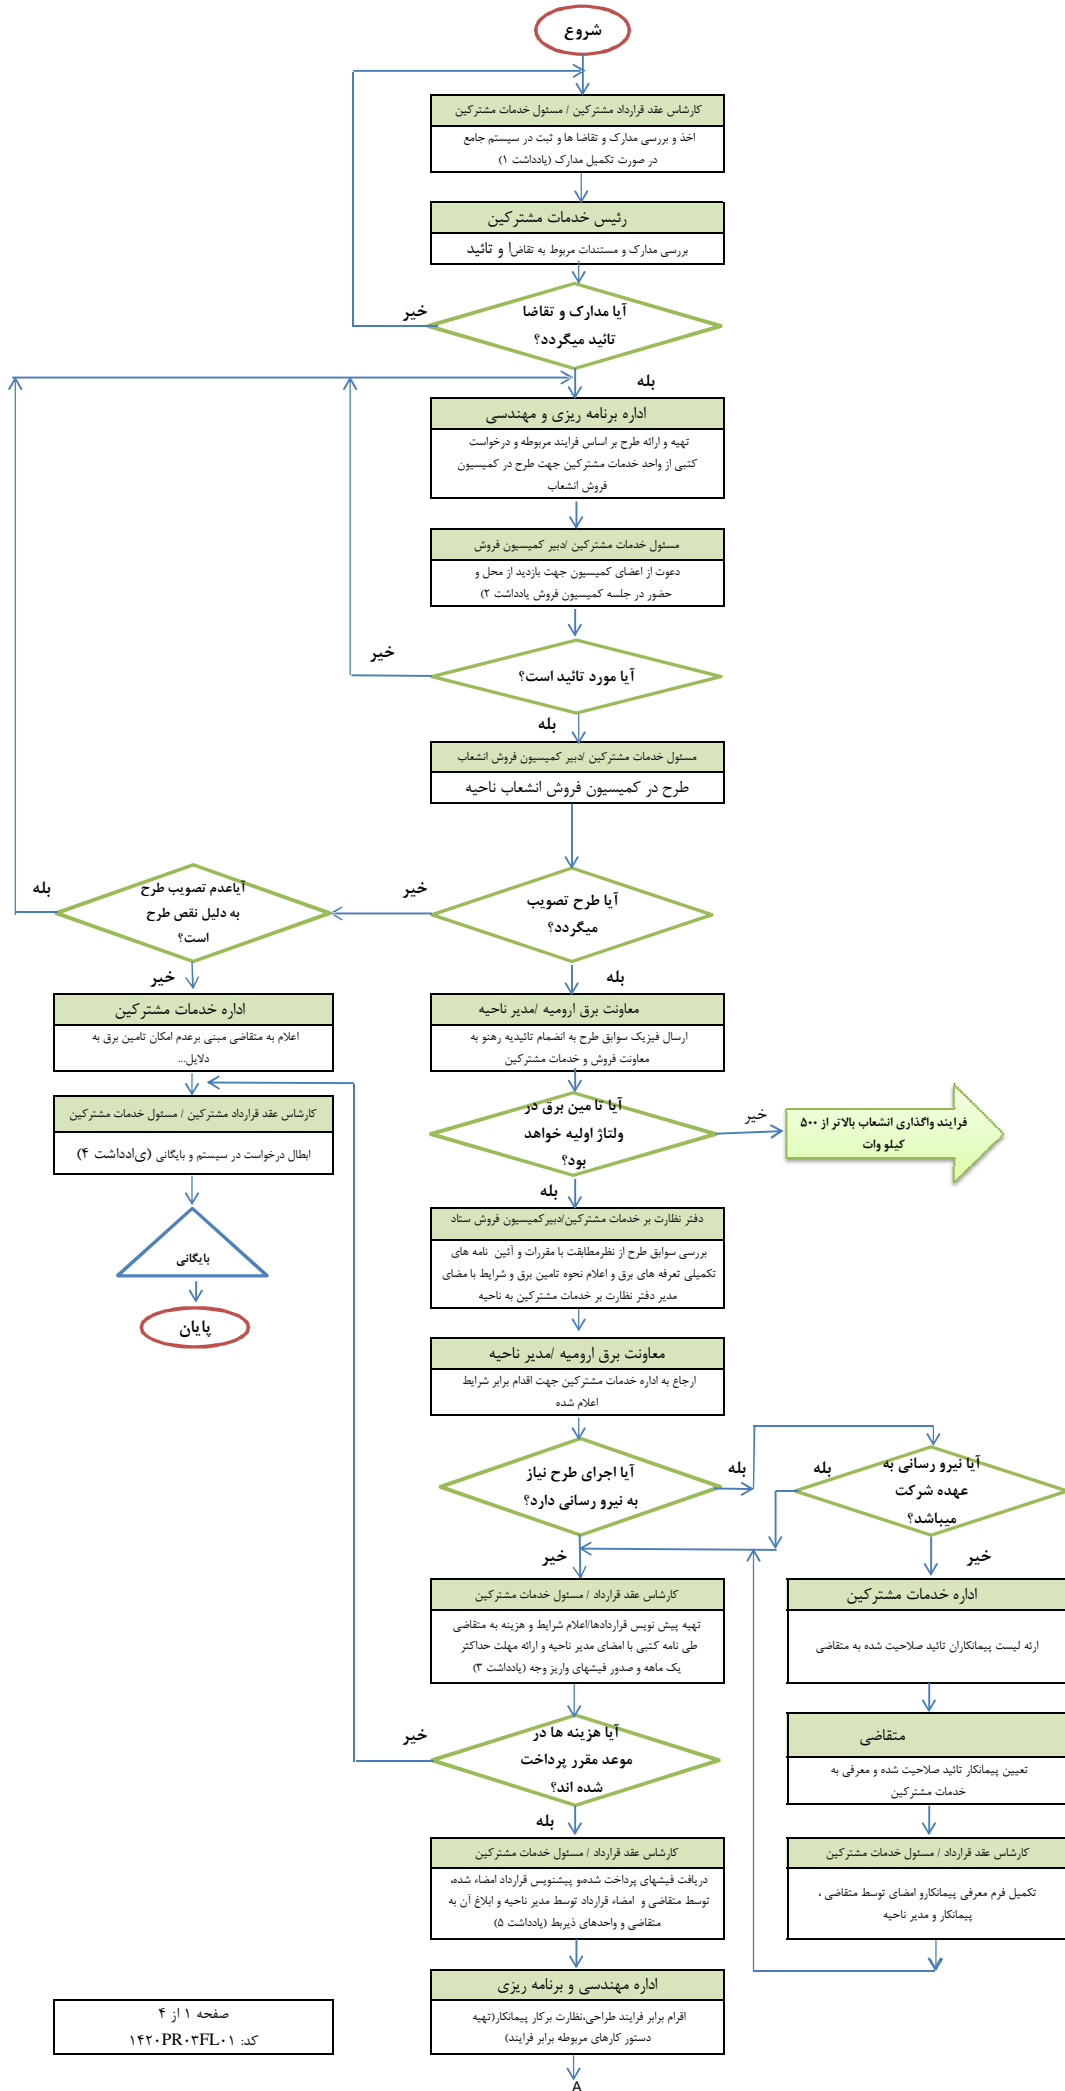 شروع
کارشاس عقد قرارداد مشترکین / مسئول خدمات مشترکین
اخذ و بررسی مدارک و تقاضا ها و ثبت در سیستم جامع
در صورت تکمیل مدارک (یادداشت ۱)
رئیس خدمات مشترکین
بررسی مدارک و مستندات مربوط به تقاضا و تائید
آیا مدارک و تقاضا
تائید میگردد؟
خیر
بله
اداره برنامه ریزی و مهندسی
تهیه و ارائه طرح بر اساس فرایند مربوطه و درخواست
کتبی از واحد خدمات مشترکین جهت طرح در کمیسیون
فروش انشعاب
مسئول خدمات مشترکین /دبیر کمیسیون فروش
دعوت از اعضای کمیسیون جهت بازدید از محل و
حضور در جلسه کمیسیون فروش یادداشت ۲)
خیر
آیا مورد تائید است؟
بله
مسئول خدمات مشترکین /دبیر کمیسیون فروش انشعاب
طرح در کمیسیون فروش انشعاب ناحیه
آیا طرح تصویب
میگردد؟
خیر
آیاعدم تصویب طرح
به دلیل نقص طرح
است؟
بله
خیر
بله
اداره خدمات مشترکین
اعلام به متقاضی مبنی برعدم امکان تامین برق به
دلایل...
کارشاس عقد قرارداد مشترکین / مسئول خدمات مشترکین
ابطال درخواست در سیستم و بایگانی (یادداشت ۴)
بایگانی
پایان
معاونت برق ارومیه /مدیر ناحیه
ارسال فیزیک سوابق طرح به انضمام تائیدیه رهنو به
معاونت فروش و خدمات مشترکین
آیا تا مین برق در
ولتاژ اولیه خواهد
بود؟
خیر
فرایند واگذاری انشعاب بالاتر از ۵۰۰
کیلو وات
بله
دفتر نظارت بر خدمات مشترکین/دبیرکمیسیون فروش ستاد
بررسی سوابق طرح از نظرمطابقت با مقررات و آئین نامه های
تکمیلی تعرفه های برق و اعلام نحوه تامین برق و شرایط با مضای
مدیر دفتر نظارت بر خدمات مشترکین به ناحیه
معاونت برق ارومیه /مدیر ناحیه
ارجاع به اداره خدمات مشترکین جهت اقدام برابر شرایط
اعلام شده
آیا اجرای طرح نیاز
به نیرو رسانی دارد؟
بله
خیر
آیا نیرو رسانی به
عهده شرکت
میباشد؟
بله
خیر
اداره خدمات مشترکین
ارئه لیست پیمانکاران تائید صلاحیت شده به متقاضی
متقاضی
تعیین پیمانکار تائید صلاحیت شده و معرفی به
خدمات مشترکین
کارشاس عقد قرارداد / مسئول خدمات مشترکین
تکمیل فرم معرفی پیمانکارو امضای توسط متقاضی ،
پیمانکار و مدیر ناحیه
کارشاس عقد قرارداد / مسئول خدمات مشترکین
تهیه پیش نویس قراردادها/اعلام شرایط و هزینه به متقاضی
طی نامه کتبی با امضای مدیر ناحیه و ارائه مهلت حداکثر
یک ماهه و صدور فیشهای واریز وجه (یادداشت ۳)
آیا هزینه ها در
موعد مقرر پرداخت
شده اند؟
خیر
بله
کارشاس عقد قرارداد / مسئول خدمات مشترکین
دریافت فیشهای پرداخت شده،و پیشنویس قرارداد امضاء شده،
توسط متقاضی و امضاء قرارداد توسط مدیر ناحیه و ابلاغ آن به
متقاضی و واحدهای ذیربط (یادداشت ۵)
اداره مهندسی و برنامه ریزی
اقرام برابر فرایند طراحی،نظارت برکار پیمانکار(تهیه
دستور کارهای مربوطه برابر فرایند)
A
صفحه ۱ از ۴
کد: ۱۴۲۰PR۰۳FL۰۱